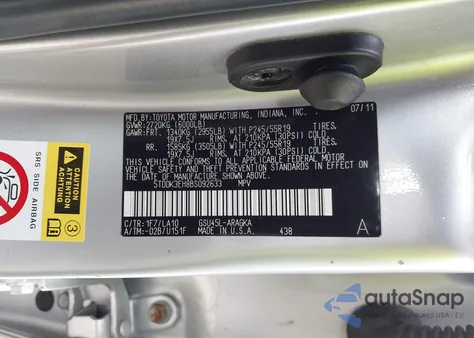 MFD.BY: TOYOTA MOTOR MANUFACTURING, INDIANA, INC. 07/11
GVWR: 2720KG (6000LB)
GAWR: FRT. 1340KG (2955LB) WITH P245/55R19 TIRES,
19X7.5J RIMS, AT 210KPA (30PSI) COLD.
RR. 1585KG (3505LB) WITH P245/55R19 TIRES,
19X7.5J RIMS, AT 210KPA (30PSI) COLD.
THIS VEHICLE CONFORMS TO ALL APPLICABLE
FEDERAL MOTOR VEHICLE SAFETY STANDARDS IN
EFFECT ON THE DATE OF MANUFACTURE SHOWN ABOVE.
5TDDK3EH8BS092633 MPV
C/TR: 1F7/LA10 GSU45L-ARAGKA
A/TM: -02B/U151F MADE IN U.S.A. 438 A
SRS SIDE AIRBAG
CAUTION
ACHTUNG
ATTENTION
3
autoSnap